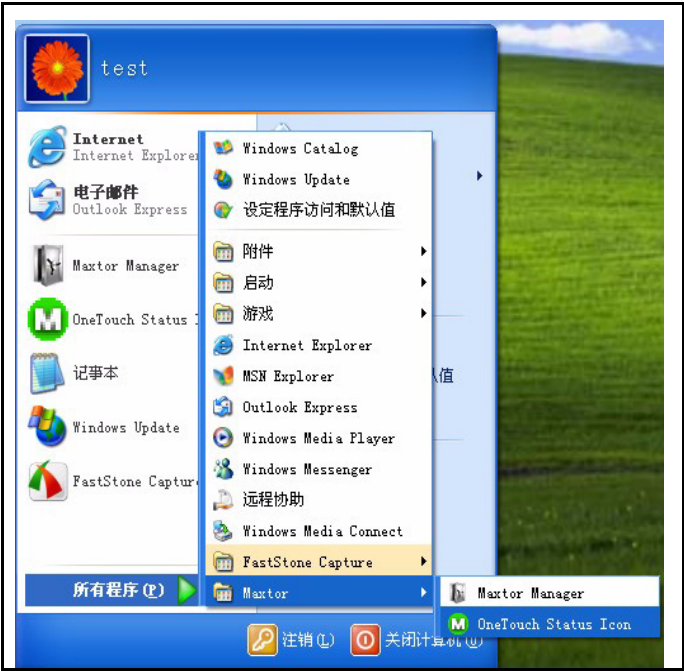 test
Internet
Internet Explorer
电子邮件
Outlook Express
Maxtor Manager
OneTouch Status
记事本
Windows Update
FastStone Captur
所有程序(P)
Windows Catalog
Windows Update
设定程序访问和默认值
附件
启动
游戏
Internet Explorer
MSN Explorer
Outlook Express
Windows Media Player
Windows Messenger
远程协助
Windows Media Connect
FastStone Capture
Maxtor
认值
Maxtor Manager
OneTouch Status Icon
注销(L)
关闭计算机(U)